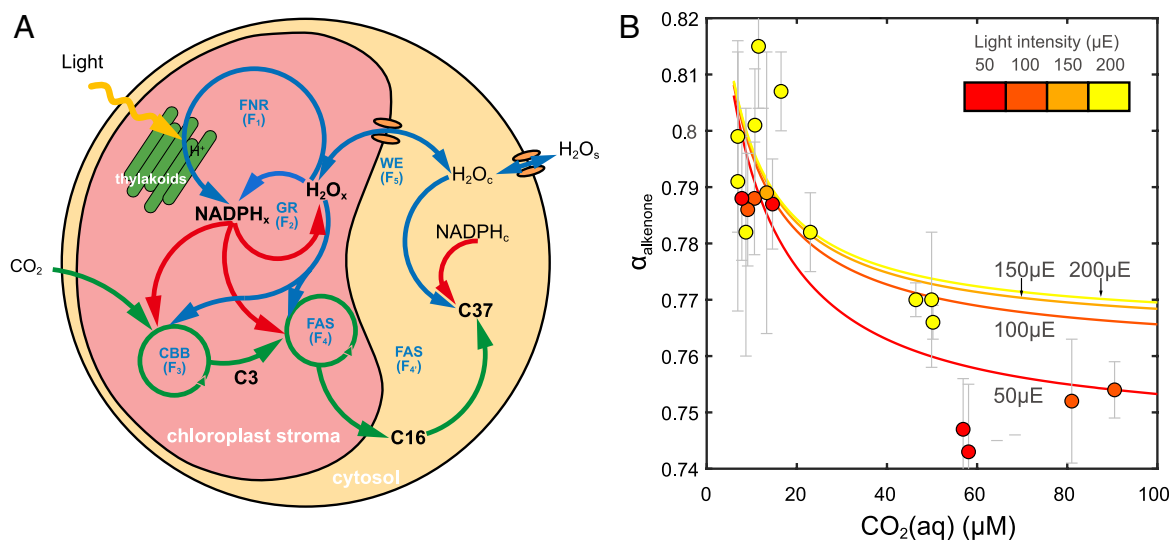 A
Light
FNR
(F₁)
H⁺
thylakoids
WE
(F₅)
H₂Oₛ
H₂O꜀
H₂Oₓ
GR
(F₂)
NADPHₓ
NADPH꜀
CO₂
C37
FAS
(F₄)
CBB
(F₃)
FAS
(F₄')
C3
chloroplast stroma
C16
cytosol
B
0.82
0.81
0.8
0.79
0.78
0.77
0.76
0.75
0.74
αalkenone
Light intensity (µE)
50 100 150 200
150µE 200µE
100µE
50µE
0 20 40 60 80 100
CO₂(aq) (µM)